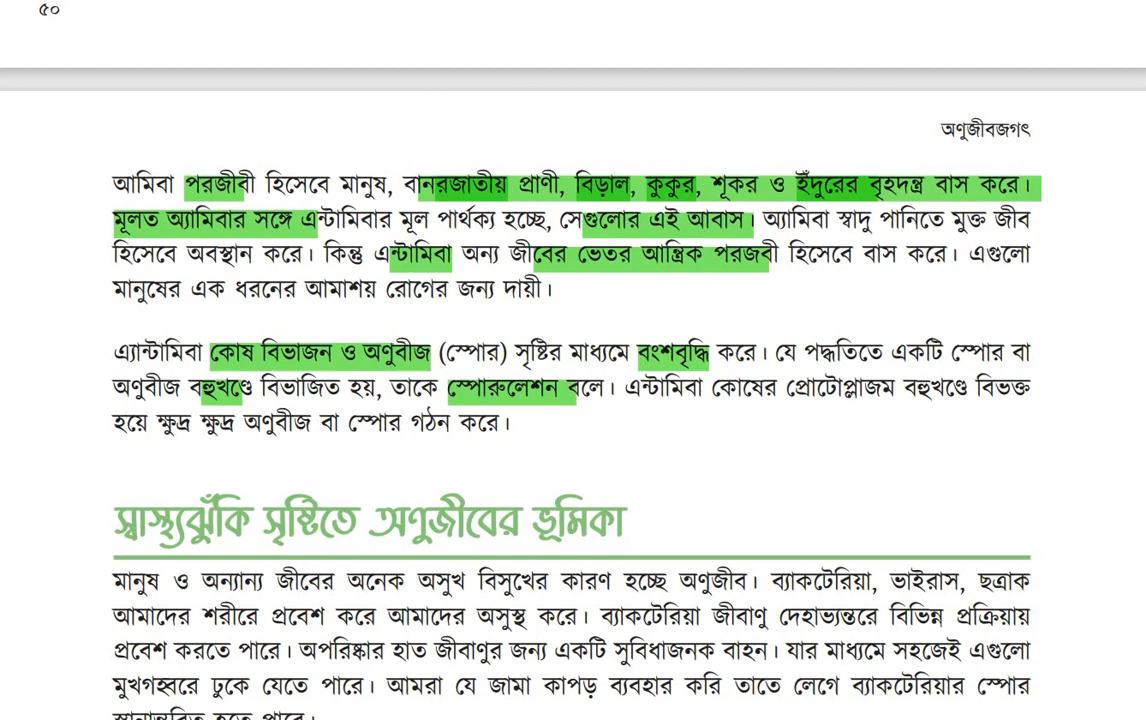 ৫০
অণুজীবজগৎ
আমিবা পরজীবী হিসেবে মানুষ, বানরজাতীয় প্রাণী, বিড়াল, কুকুর, শূকর ও ইঁদুরের বৃহদন্ত্র বাস করে।
মূলত অ্যামিবার সঙ্গে এন্টামিবার মূল পার্থক্য হচ্ছে, সেগুলোর এই আবাস। অ্যামিবা স্বাদু পানিতে মুক্ত জীব
হিসেবে অবস্থান করে। কিন্তু এন্টামিবা অন্য জীবের ভেতর আন্ত্রিক পরজবী হিসেবে বাস করে। এগুলো
মানুষের এক ধরনের আমাশয় রোগের জন্য দায়ী।
এ্যান্টামিবা কোষ বিভাজন ও অণুবীজ (স্পোর) সৃষ্টির মাধ্যমে বংশবৃদ্ধি করে। যে পদ্ধতিতে একটি স্পোর বা
অণুবীজ বহুখণ্ডে বিভাজিত হয়, তাকে স্পোরুলেশন বলে। এন্টামিবা কোষের প্রোটোপ্লাজম বহুখণ্ডে বিভক্ত
হয়ে ক্ষুদ্র ক্ষুদ্র অণুবীজ বা স্পোর গঠন করে।
স্বাস্থ্যঝুঁকি সৃষ্টিতে অণুজীবের ভূমিকা
মানুষ ও অন্যান্য জীবের অনেক অসুখ বিসুখের কারণ হচ্ছে অণুজীব। ব্যাকটেরিয়া, ভাইরাস, ছত্রাক
আমাদের শরীরে প্রবেশ করে আমাদের অসুস্থ করে। ব্যাকটেরিয়া জীবাণু দেহাভ্যন্তরে বিভিন্ন প্রক্রিয়ায়
প্রবেশ করতে পারে। অপরিষ্কার হাত জীবাণুর জন্য একটি সুবিধাজনক বাহন। যার মাধ্যমে সহজেই এগুলো
মুখগহ্বরে ঢুকে যেতে পারে। আমরা যে জামা কাপড় ব্যবহার করি তাতে লেগে ব্যাকটেরিয়ার স্পোর
স্থানান্তরিত হতে পারে।